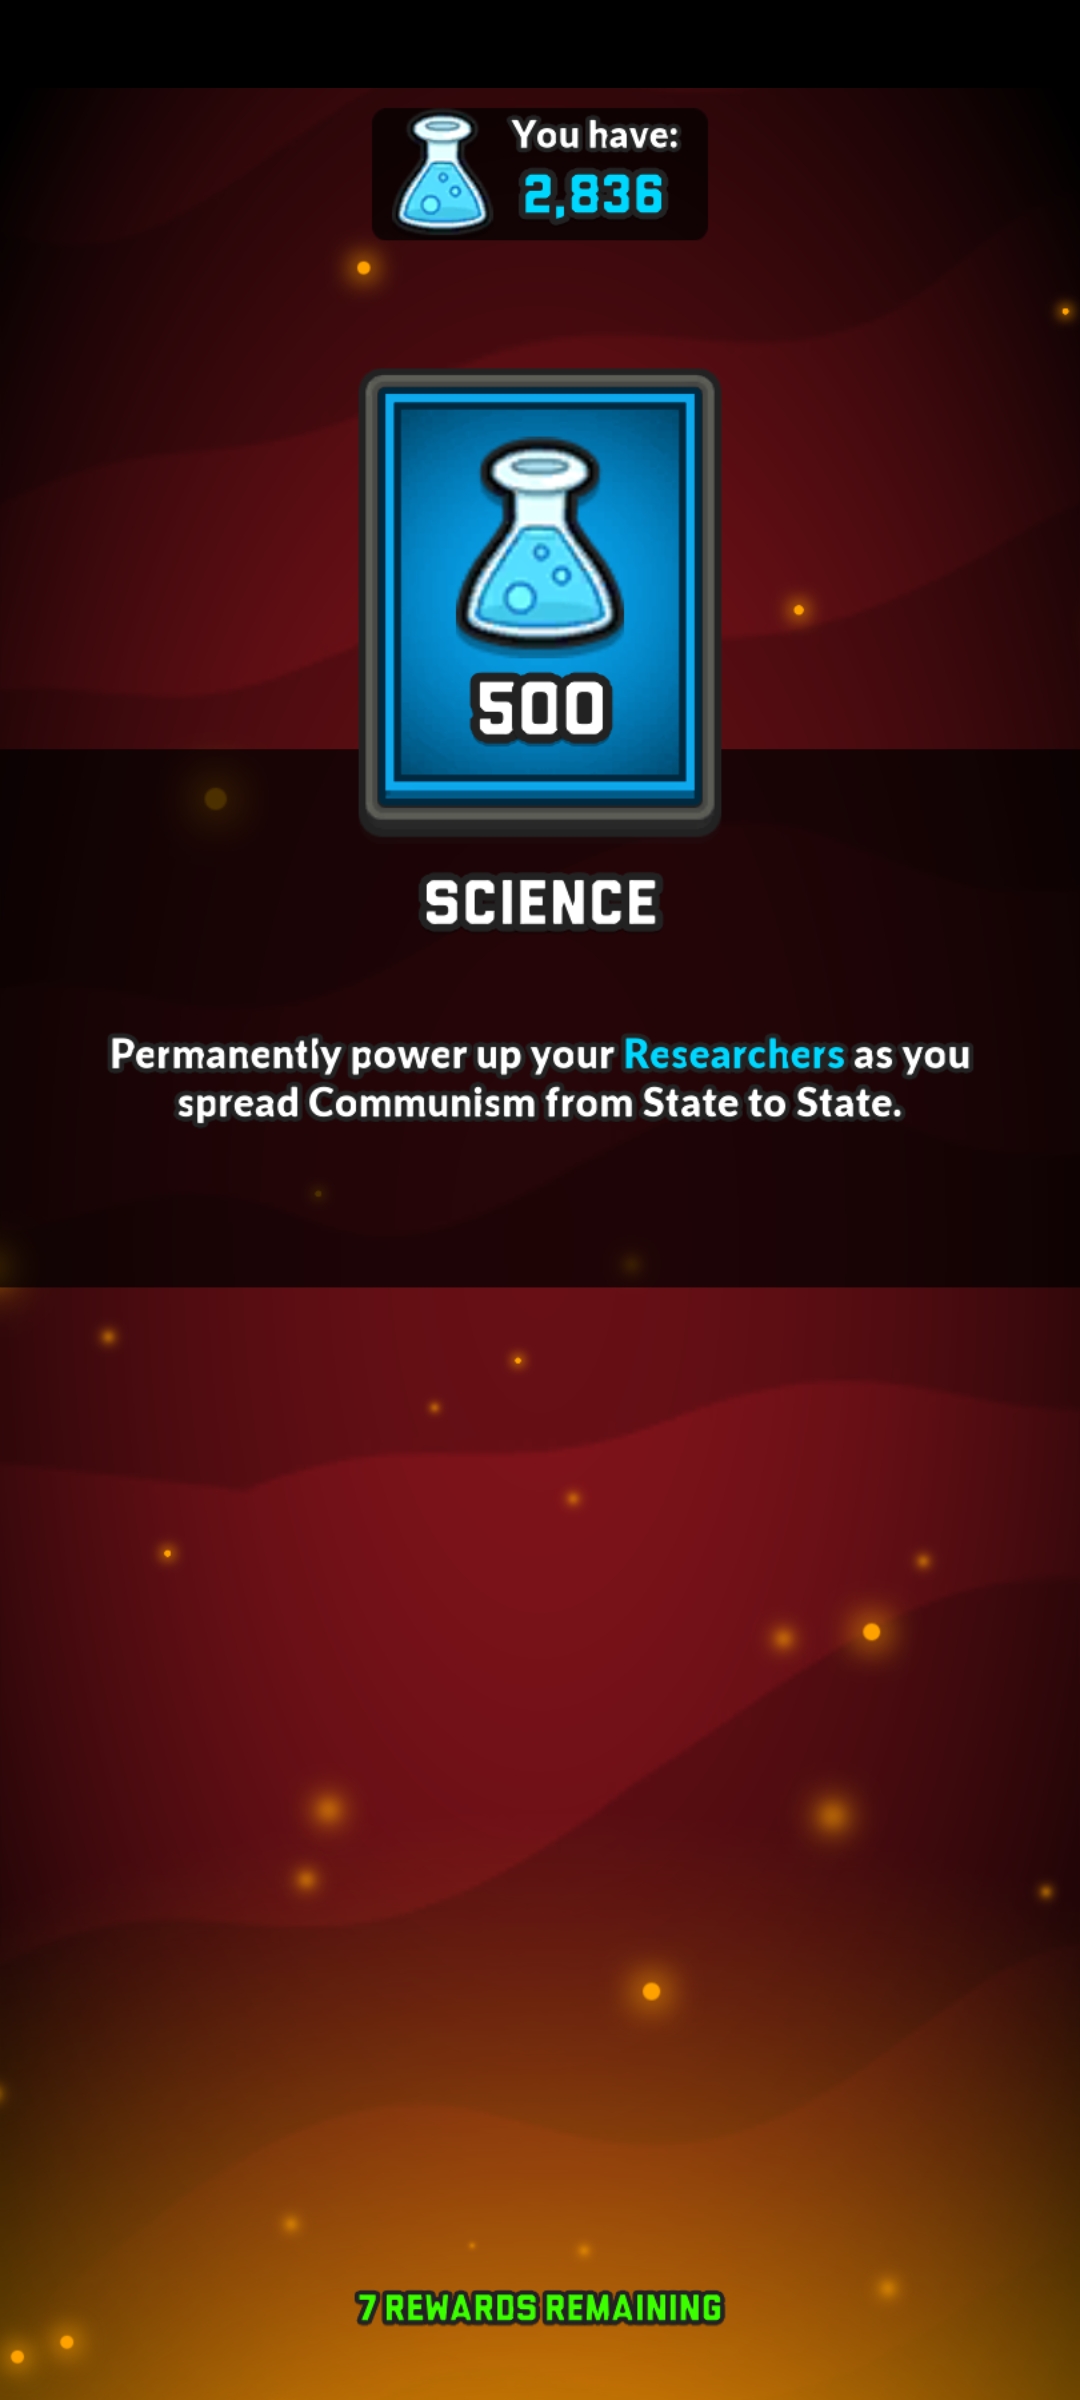 You have:
2,836
500
SCIENCE
Permanently power up your Researchers as you
spread Communism from State to State.
7 REWARDS REMAINING